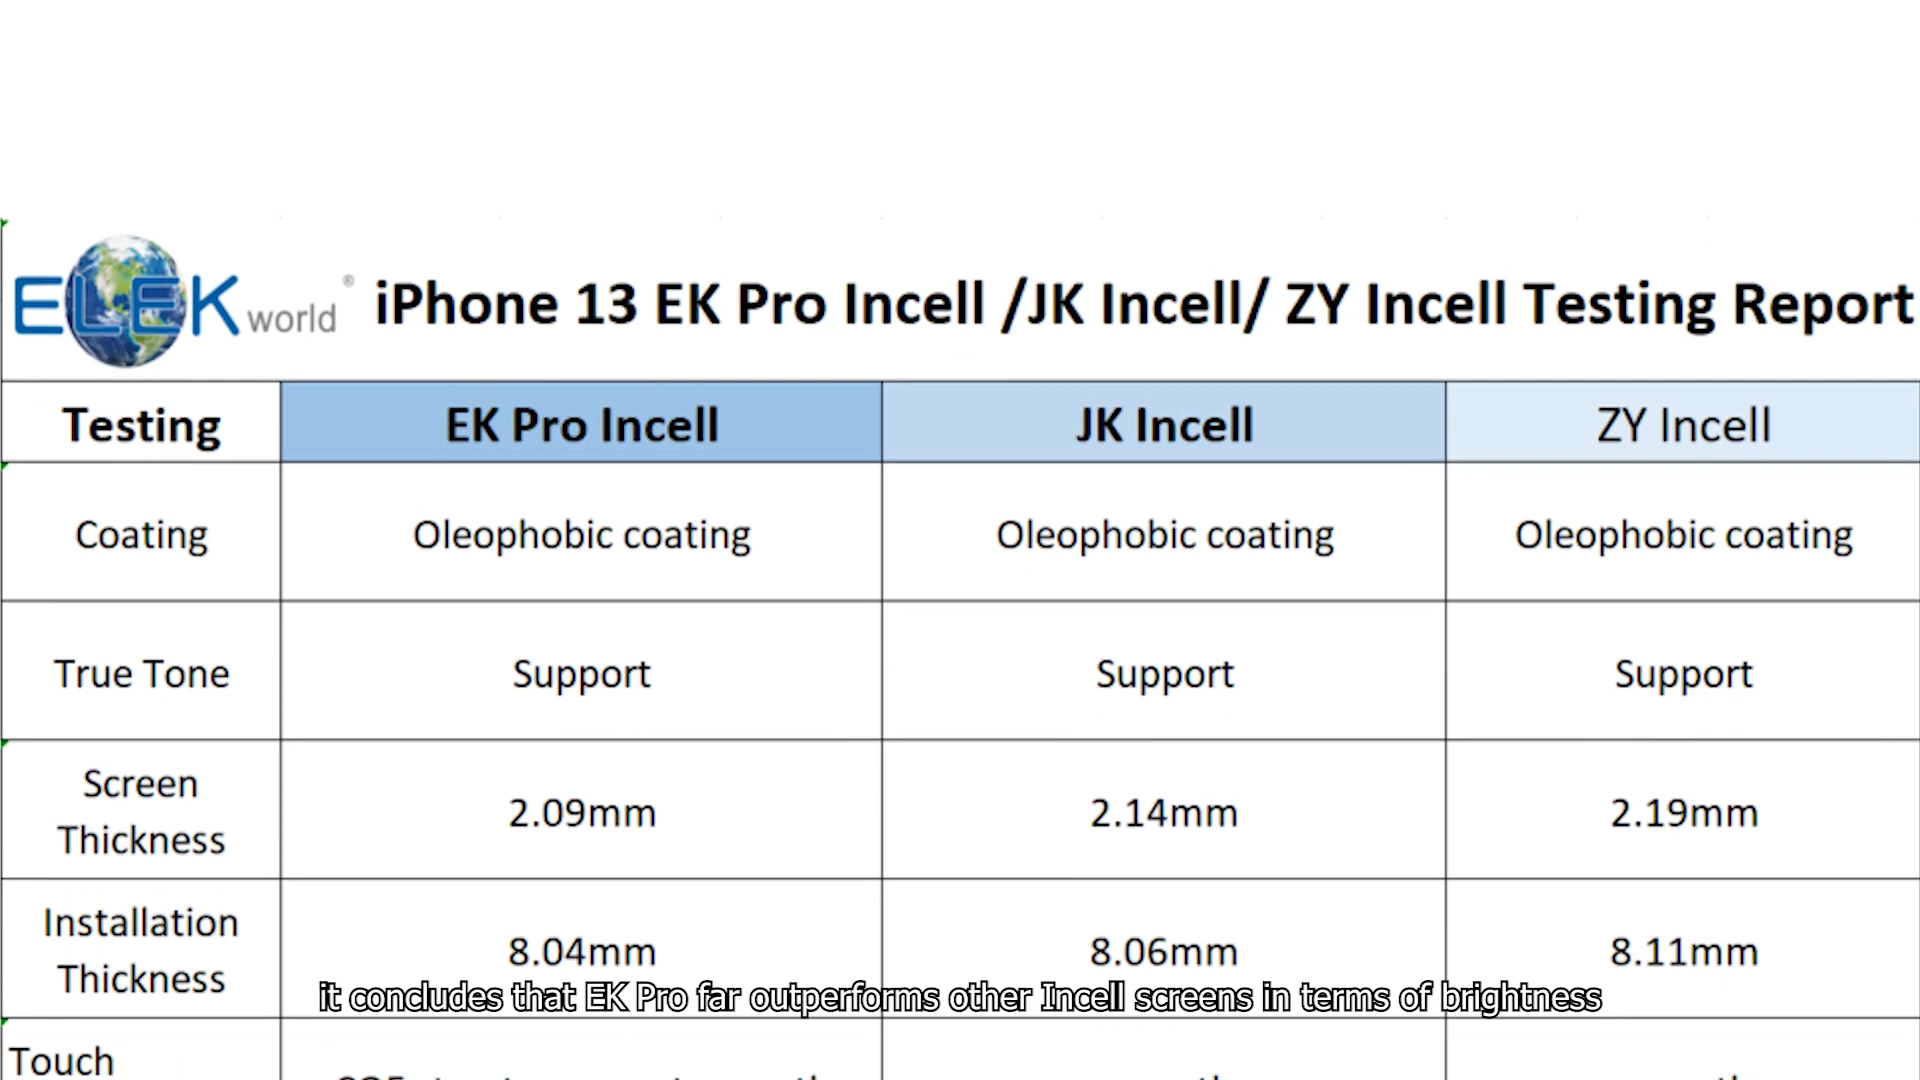 ELEK world ® iPhone 13 EK Pro Incell /JK Incell/ ZY Incell Testing Report
Testing EK Pro Incell JK Incell ZY Incell
Coating Oleophobic coating Oleophobic coating Oleophobic coating
True Tone Support Support Support
Screen
Thickness 2.09mm 2.14mm 2.19mm
Installation
Thickness 8.04mm 8.06mm 8.11mm
it concludes that EK Pro far outperforms other Incell screens in terms of brightness
Touch